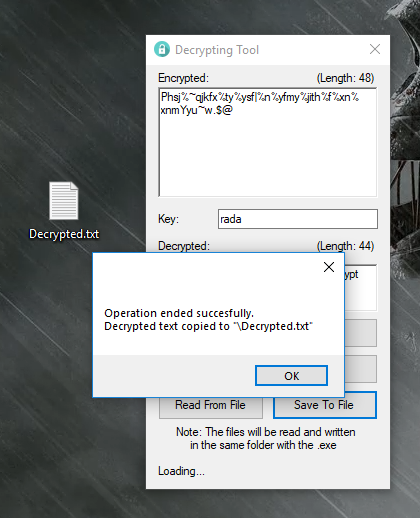 Decrypting Tool
Encrypted: (Length: 48)
Phsj%~qjkfx%ty%ysf|%n%yfmy%jith%f%xn%
xnmYyu~w.$@
Decrypted.txt
Key: rada
Decrypted: (Length: 44)
ypt
Operation ended succesfully.
Decrypted text copied to "\Decrypted.txt"
OK
Read From File Save To File
Note: The files will be read and written
in the same folder with the .exe
Loading...